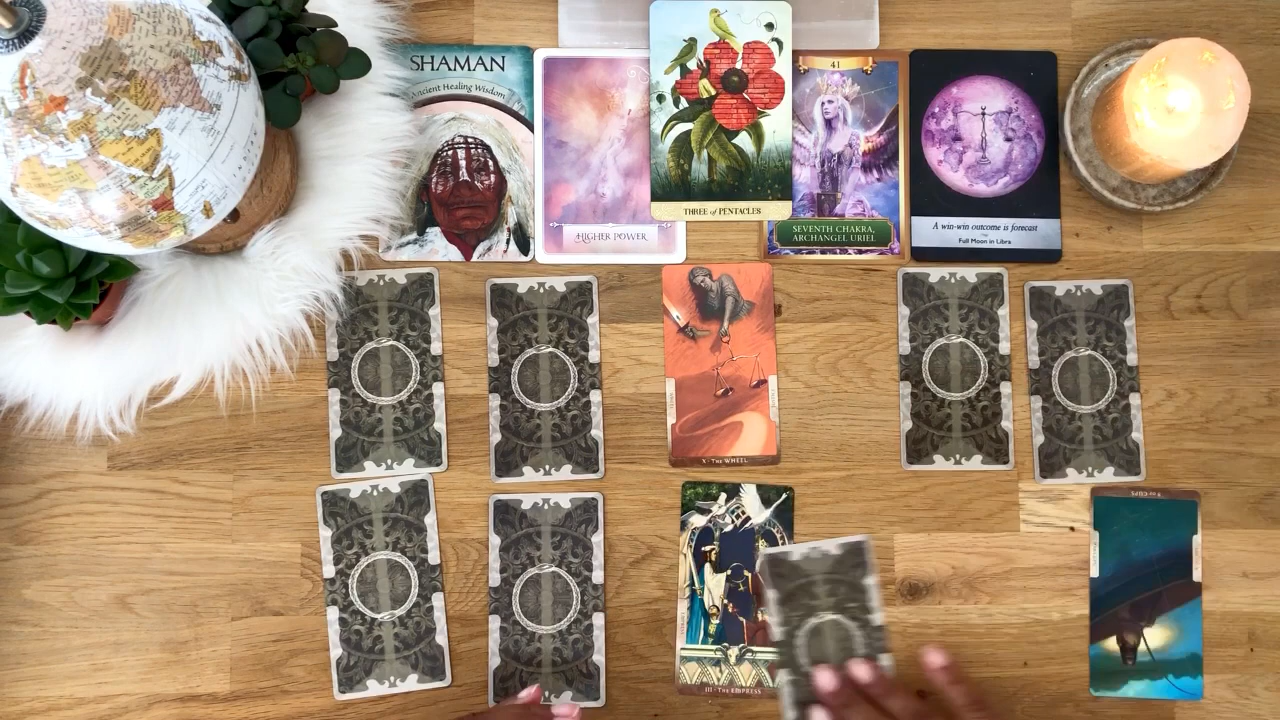 SHAMAN
Ancient Healing Wisdom
HIGHER POWER
THREE of PENTACLES
41
SEVENTH CHAKRA,
ARCHANGEL URIEL
A win-win outcome is forecast
Full Moon in Libra
X - THE WHEEL
III - THE EMPRESS